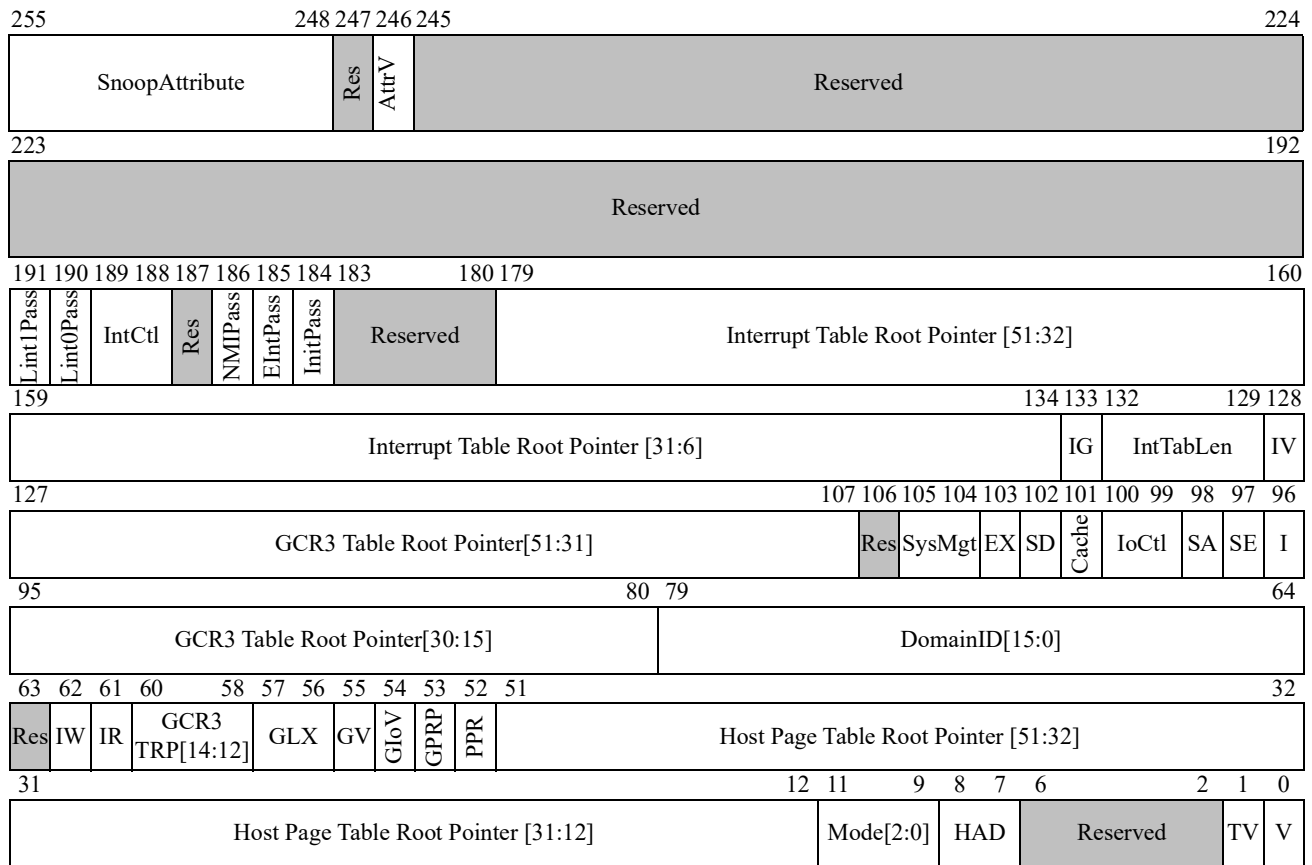 255 248 247 246 245 224
SnoopAttribute Res AttrV Reserved
223 192
Reserved
191 190 189 188 187 186 185 184 183 180 179 160
Lint1Pass Lint0Pass IntCtl Res NMIPass EIntPass InitPass Reserved Interrupt Table Root Pointer [51:32]
159 134 133 132 129 128
Interrupt Table Root Pointer [31:6] IG IntTabLen IV
127 107 106 105 104 103 102 101 100 99 98 97 96
GCR3 Table Root Pointer[51:31] Res SysMgt EX SD Cache IoCtl SA SE I
95 80 79 64
GCR3 Table Root Pointer[30:15] DomainID[15:0]
63 62 61 60 58 57 56 55 54 53 52 51 32
Res IW IR GCR3 TRP[14:12] GLX GV GIoV GPRP PPR Host Page Table Root Pointer [51:32]
31 12 11 9 8 7 6 2 1 0
Host Page Table Root Pointer [31:12] Mode[2:0] HAD Reserved TV V